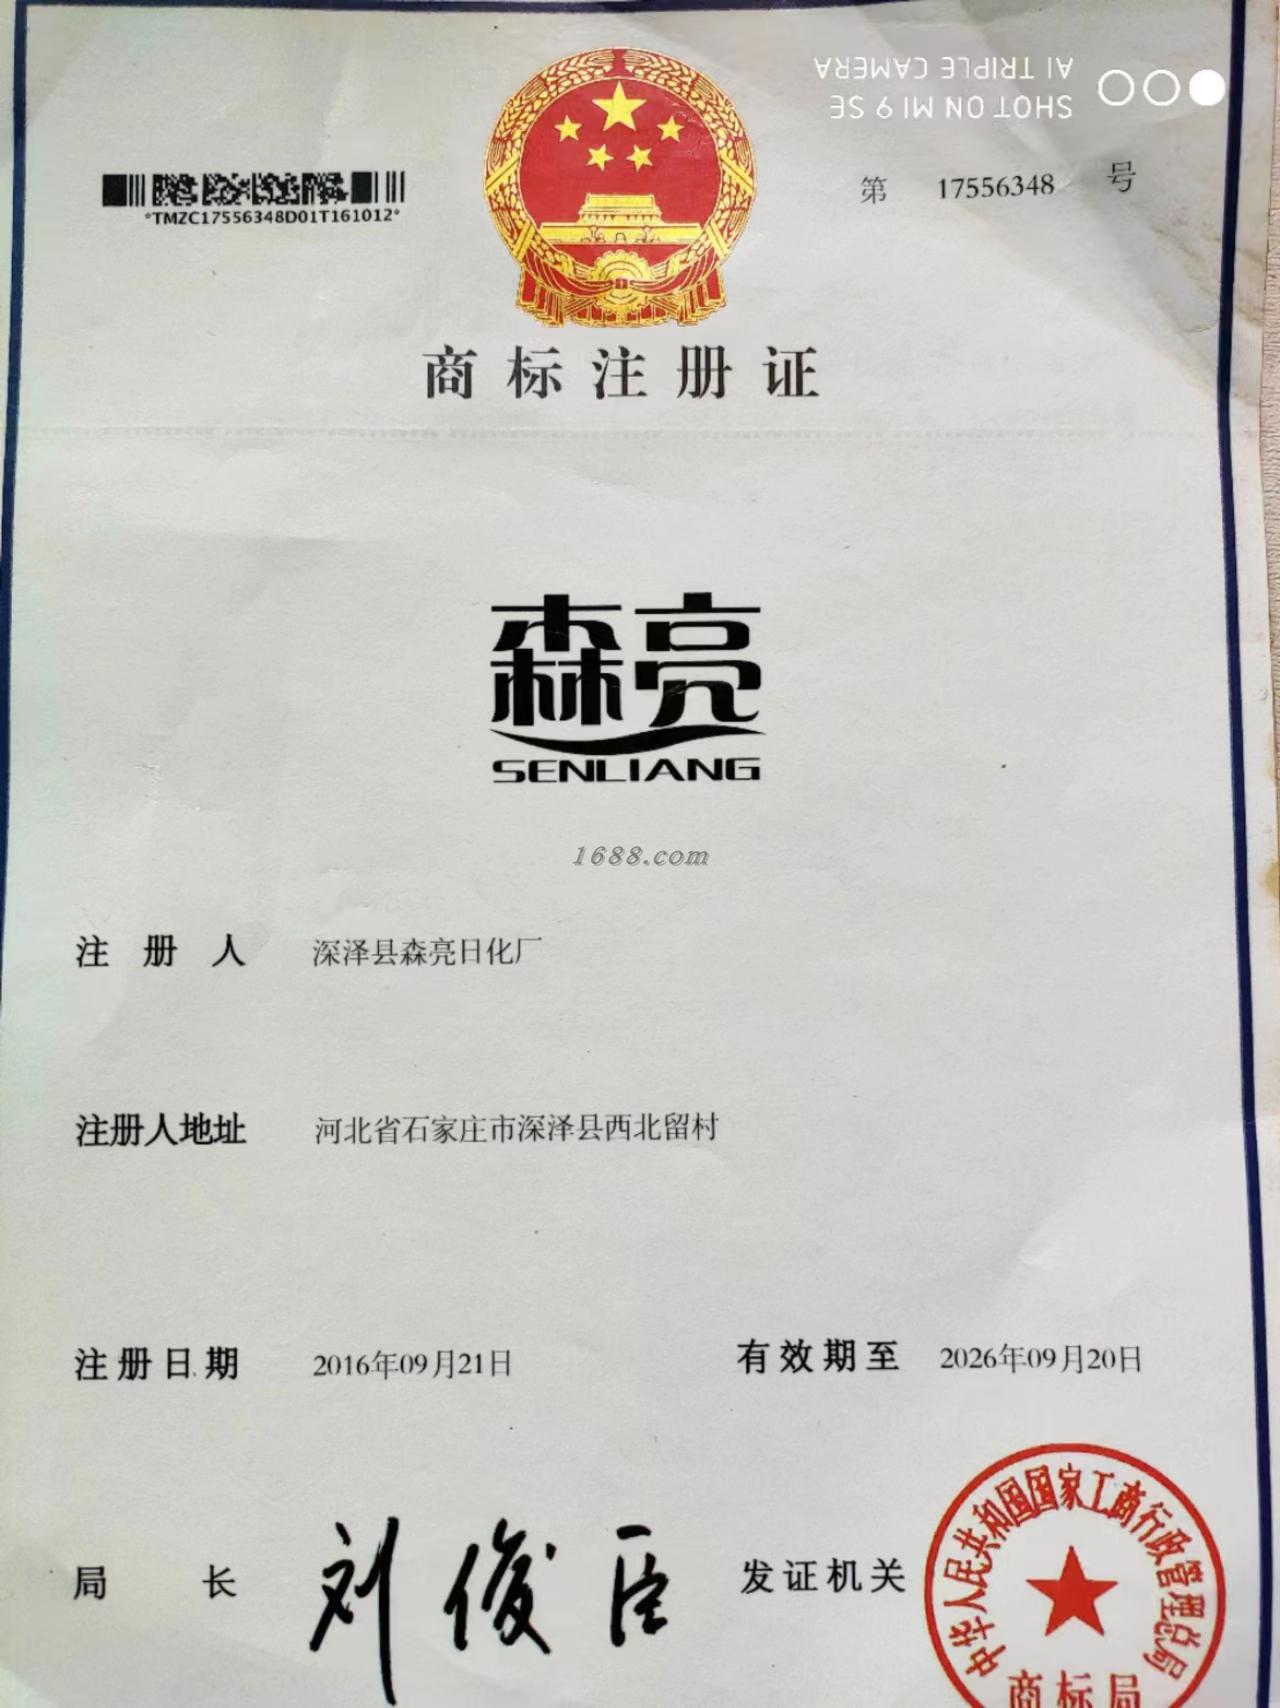 SHOT ON MI 9 SE
AI TRIPLE CAMERA
*TMZC17556348D01T161012*
第 17556348 号
商标注册证
森亮
SENLIANG
1688.com
注册人 深泽县森亮日化厂
注册人地址 河北省石家庄市深泽县西北留村
注册日期 2016年09月21日 有效期至 2026年09月20日
局长 刘俊臣 发证机关
中华人民共和国国家工商行政管理总局
商标局